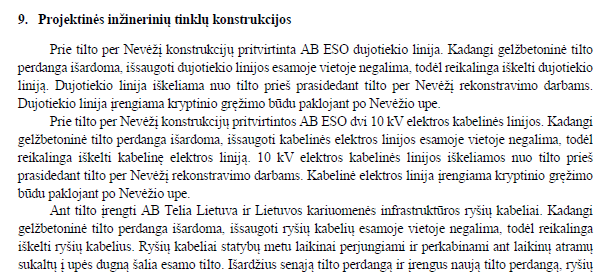 9. Projektinės inžinerinių tinklų konstrukcijos
Prie tilto per Nevėžį konstrukcijų pritvirtinta AB ESO dujotiekio linija. Kadangi gelžbetoninė tilto
perdanga išardoma, išsaugoti dujotiekio linijos esamoje vietoje negalima, todėl reikalinga iškelti dujotiekio
liniją. Dujotiekio linija iškeliama nuo tilto prieš prasidedant tilto per Nevėžį rekonstravimo darbams.
Dujotiekio linija įrengiama kryptinio gręžimo būdu paklojant po Nevėžio upe.
Prie tilto per Nevėžį konstrukcijų pritvirtintos AB ESO dvi 10 kV elektros kabelinės linijos. Kadangi
gelžbetoninė tilto perdanga išardoma, išsaugoti kabelinės elektros linijos esamoje vietoje negalima, todėl
reikalinga iškelti kabelinę elektros liniją. 10 kV elektros kabelinės linijos iškeliamos nuo tilto prieš
prasidedant tilto per Nevėžį rekonstravimo darbams. Kabelinė elektros linija įrengiama kryptinio gręžimo
būdu paklojant po Nevėžio upe.
Ant tilto įrengti AB Telia Lietuva ir Lietuvos kariuomenės infrastruktūros ryšių kabeliai. Kadangi
gelžbetoninė tilto perdanga išardoma, išsaugoti ryšių kabelių esamoje vietoje negalima, todėl reikalinga
iškelti ryšių kabelius. Ryšių kabeliai statybų metu laikinai perjungiami ir perkabinami ant laikinų atramų
sukaltų į upės dugną šalia esamo tilto. Išardžius senąją tilto perdangą ir įrengus naują tilto perdangą, ryšių